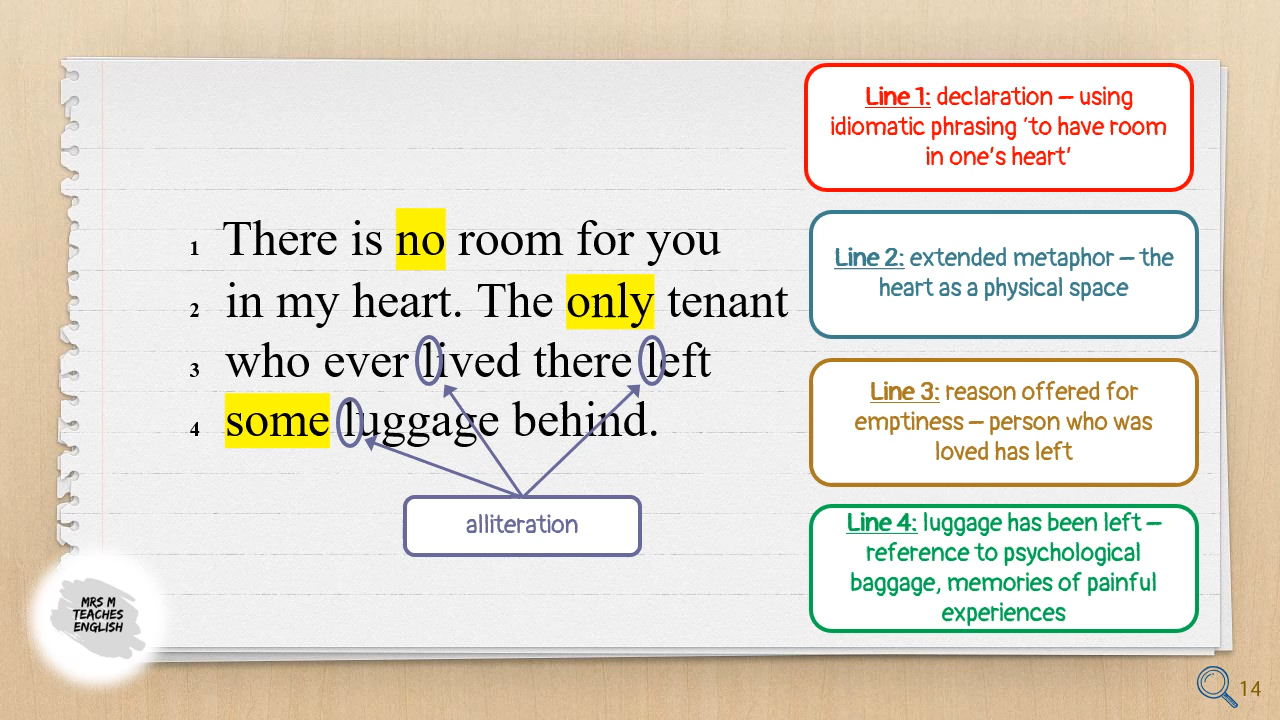 1 There is no room for you
2 in my heart. The only tenant
3 who ever lived there left
4 some luggage behind.
alliteration
Line 1: declaration – using
idiomatic phrasing ‘to have room
in one’s heart’
Line 2: extended metaphor – the
heart as a physical space
Line 3: reason offered for
emptiness – person who was
loved has left
Line 4: luggage has been left –
reference to psychological
baggage, memories of painful
experiences
MRS M
TEACHES
ENGLISH
14